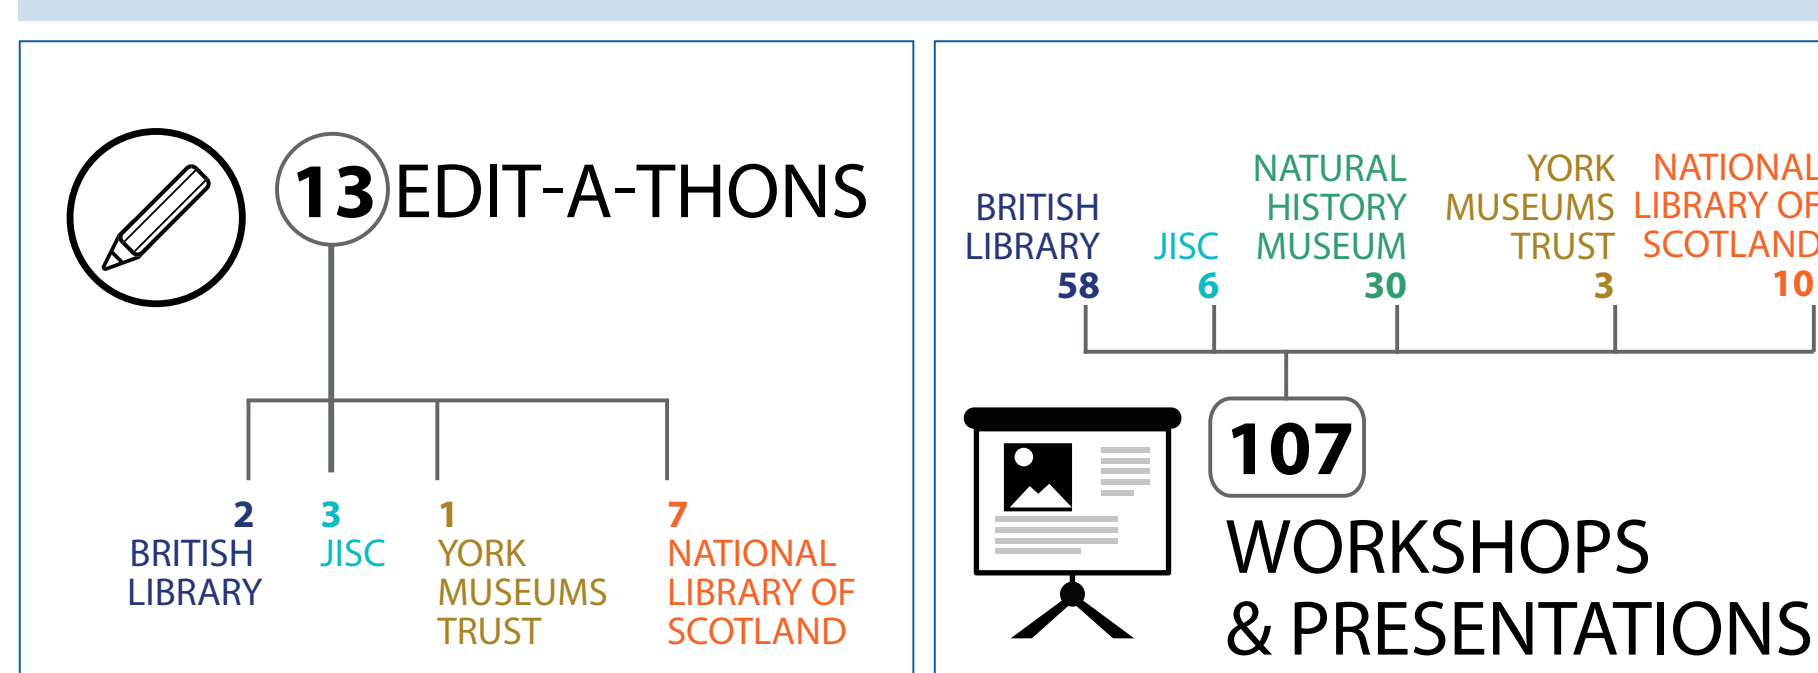 13 EDIT-A-THONS
2
BRITISH
LIBRARY
3
JISC
1
YORK
MUSEUMS
TRUST
7
NATIONAL
LIBRARY OF
SCOTLAND
BRITISH
LIBRARY
58
JISC
6
NATURAL
HISTORY
MUSEUM
30
YORK
MUSEUMS
TRUST
3
NATIONAL
LIBRARY OF
SCOTLAND
10
107
WORKSHOPS
& PRESENTATIONS